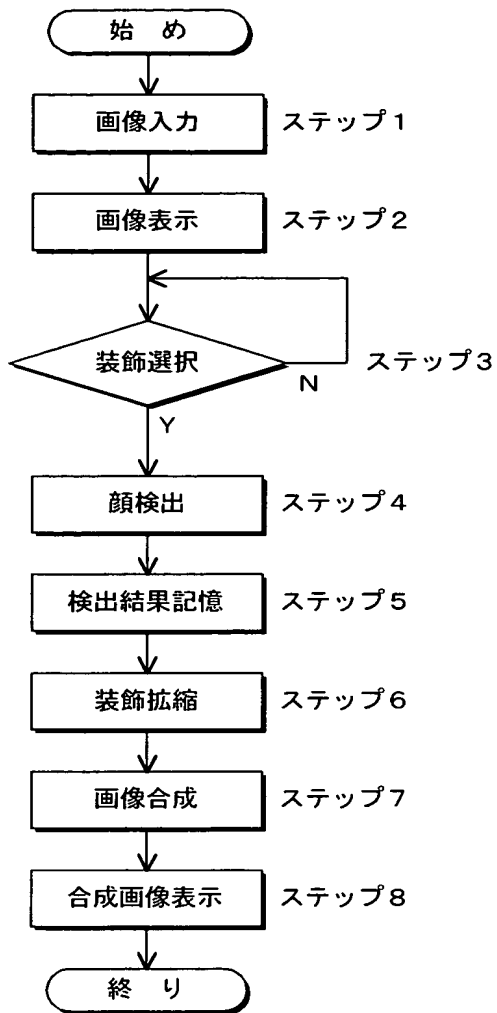 始 め
画像入力 ステップ1
画像表示 ステップ2
装飾選択 ステップ3
N
Y
顔検出 ステップ4
検出結果記憶 ステップ5
装飾拡縮 ステップ6
画像合成 ステップ7
合成画像表示 ステップ8
終 り